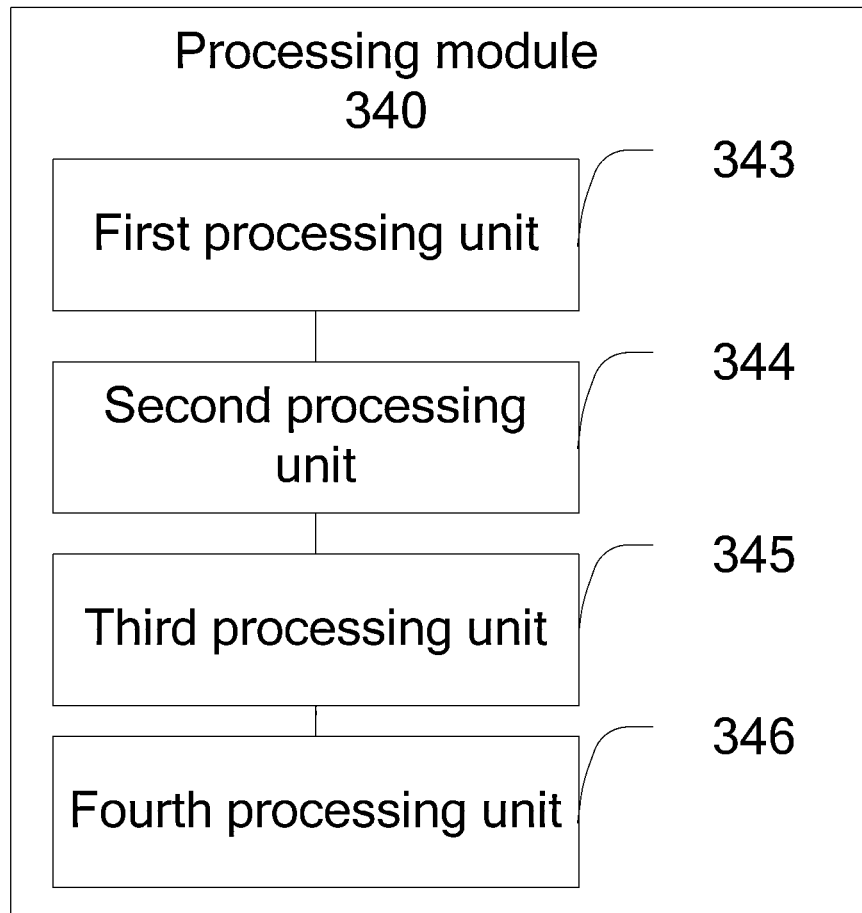 Processing module
340
343
First processing unit
344
Second processing
unit
345
Third processing unit
346
Fourth processing unit